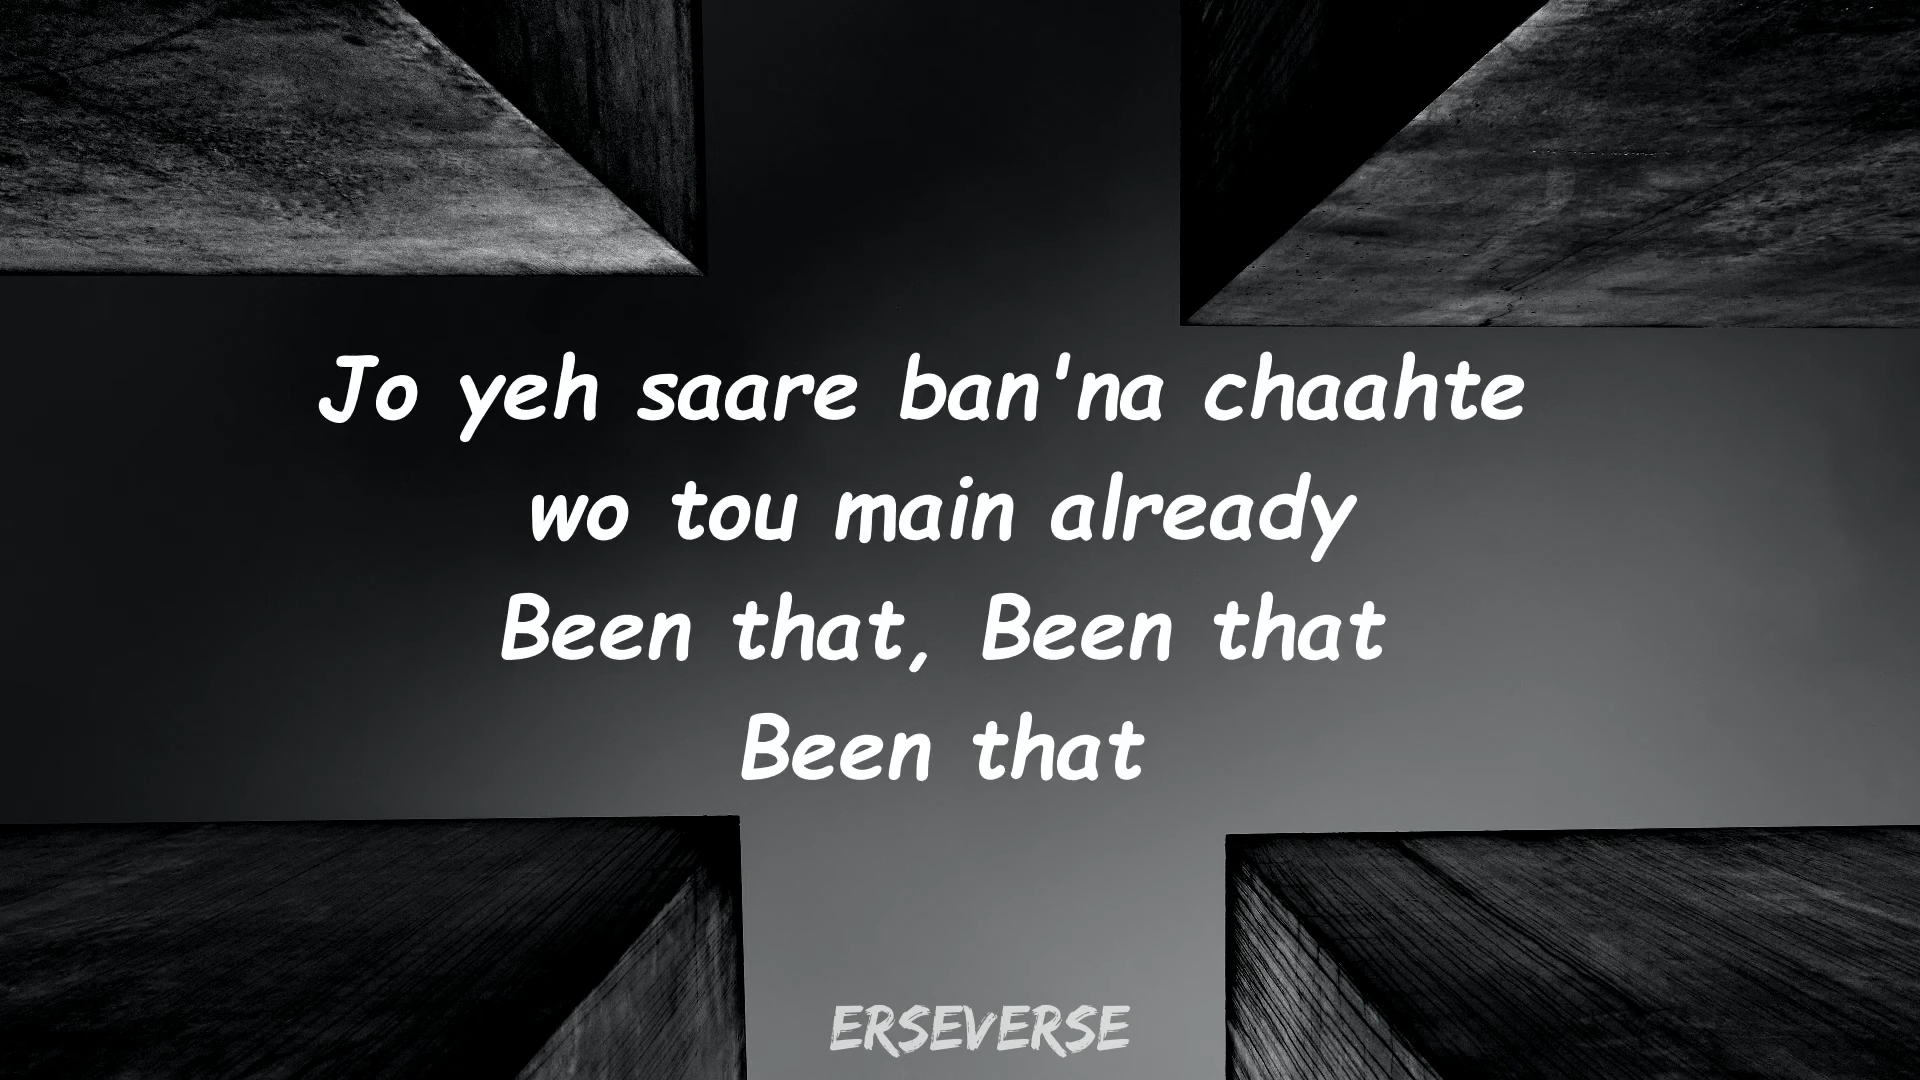 Jo yeh saare ban'na chaahte
wo tou main already
Been that, Been that
Been that
ERSEVERSE